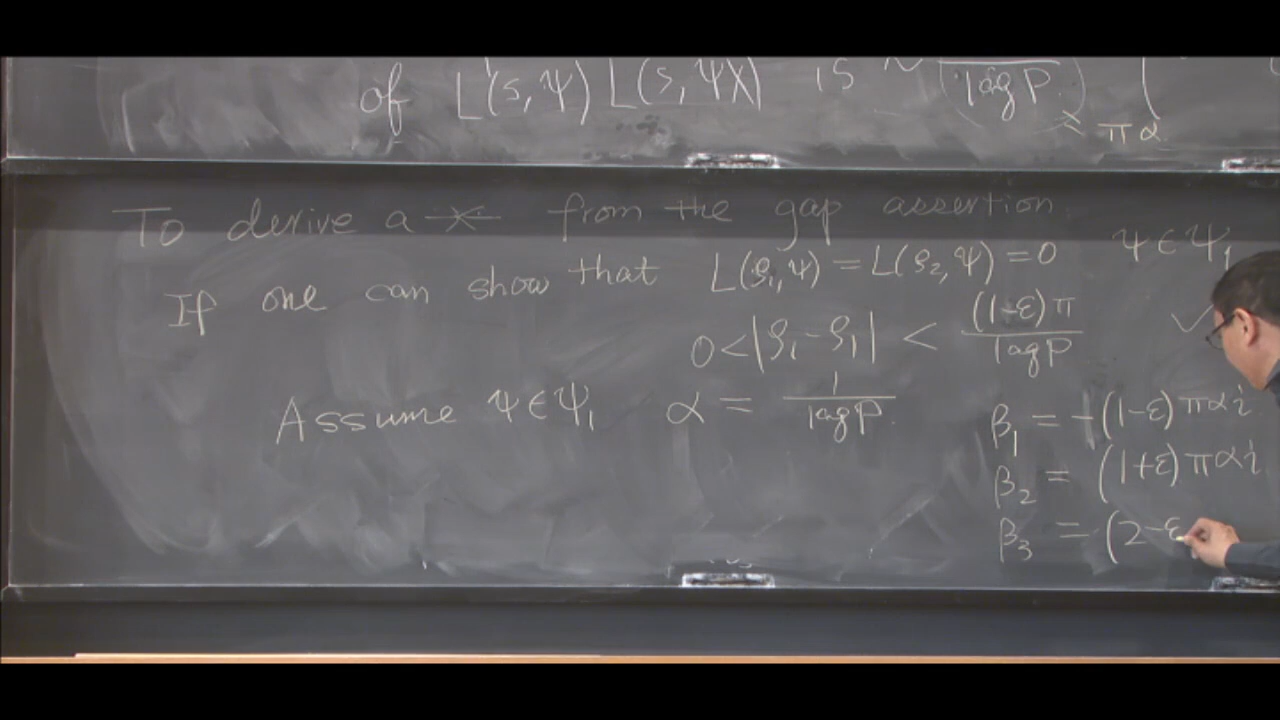 of L(s, ψ) L(s, ψχ) is ~ ( / log P ) ( πα
To derive a ※ from the gap assertion.
If one can show that L(ρ₁, ψ) = L(ρ₂, ψ) = 0 ψ ∈ Ψ₁
0 < |ρ₁ - ρ₁| < (1-ε)π / log P ✓
Assume ψ ∈ Ψ₁ α = 1 / log P.
β₁ = -(1-ε)παi
β₂ = (1+ε)παi
β₃ = -(2-ε